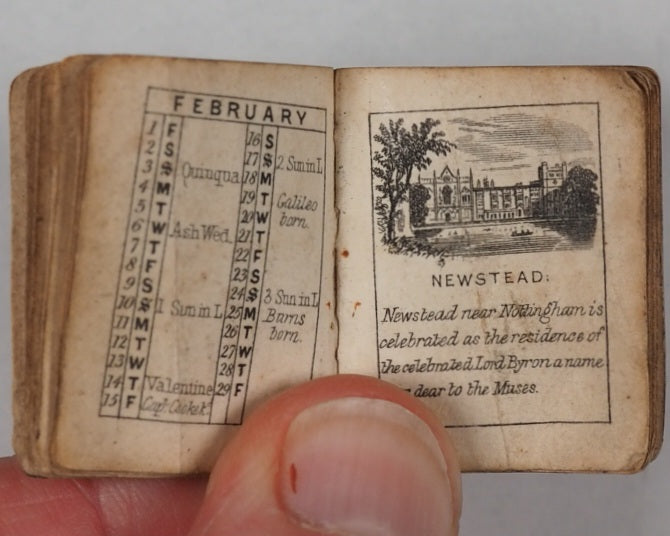 FEBRUARY
1 F
2 S
3 S Quinqua
4 M
5 T
6 W Ash Wed.
7 T
8 F
9 S
10 S 1 Sun in L
11 M
12 T
13 W
14 T Valentine
15 F Capt. Cook k.
16 S
17 S 2 Sun in L
18 M
19 T Galileo
20 W born.
21 T
22 F
23 S
24 S 3 Sun in L
25 M Burns
26 T born.
27 W
28 T
29 F
NEWSTEAD:
Newstead near Nottingham is
celebrated as the residence of
the celebrated Lord Byron a name
dear to the Muses.